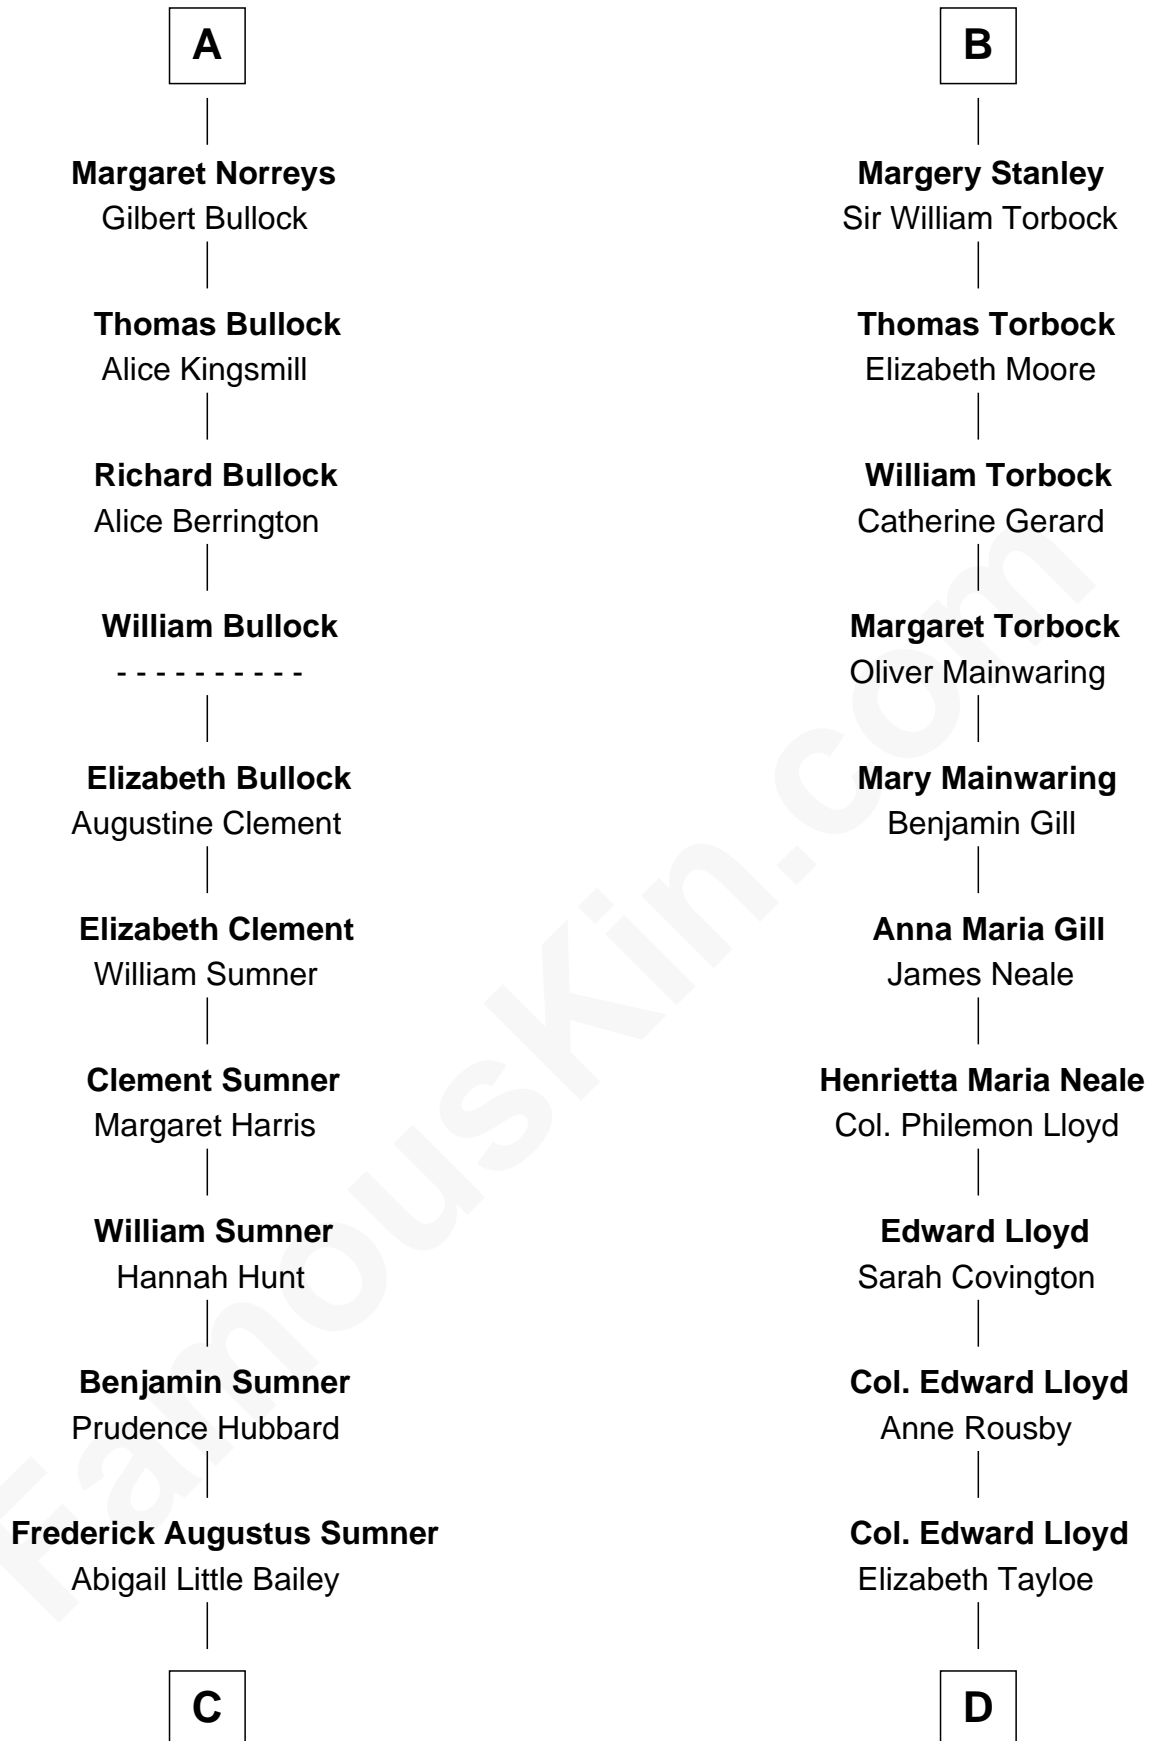 A
Margaret Norreys
Gilbert Bullock
Thomas Bullock
Alice Kingsmill
Richard Bullock
Alice Berrington
William Bullock
- - - - - - - - - -
Elizabeth Bullock
Augustine Clement
Elizabeth Clement
William Sumner
Clement Sumner
Margaret Harris
William Sumner
Hannah Hunt
Benjamin Sumner
Prudence Hubbard
Frederick Augustus Sumner
Abigail Little Bailey
C
B
Margery Stanley
Sir William Torbock
Thomas Torbock
Elizabeth Moore
William Torbock
Catherine Gerard
Margaret Torbock
Oliver Mainwaring
Mary Mainwaring
Benjamin Gill
Anna Maria Gill
James Neale
Henrietta Maria Neale
Col. Philemon Lloyd
Edward Lloyd
Sarah Covington
Col. Edward Lloyd
Anne Rousby
Col. Edward Lloyd
Elizabeth Tayloe
D
FamousKin.com